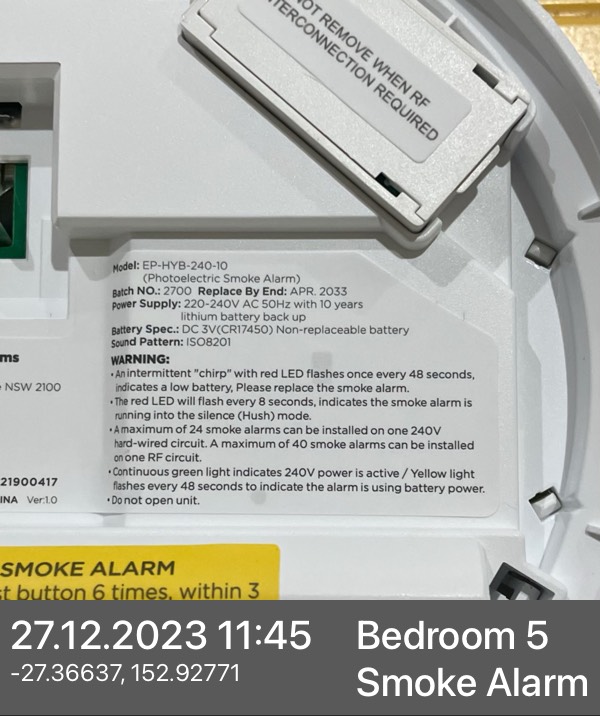 NOT REMOVE WHEN RF
INTERCONNECTION REQUIRED
Model: EP-HYB-240-10
(Photoelectric Smoke Alarm)
Batch NO.: 2700 Replace By End: APR. 2033
Power Supply: 220-240V AC 50Hz with 10 years
lithium battery back up
Battery Spec.: DC 3V(CR17450) Non-replaceable battery
Sound Pattern: ISO8201
WARNING:
•An intermittent "chirp" with red LED flashes once every 48 seconds,
indicates a low battery, Please replace the smoke alarm.
•The red LED will flash every 8 seconds, indicates the smoke alarm is
running into the silence (Hush) mode.
•A maximum of 24 smoke alarms can be installed on one 240V
hard-wired circuit. A maximum of 40 smoke alarms can be installed
on one RF circuit.
•Continuous green light indicates 240V power is active / Yellow light
flashes every 48 seconds to indicate the alarm is using battery power.
•Do not open unit.
ms
NSW 2100
21900417
INA Ver:1.0
SMOKE ALARM
st button 6 times, within 3
27.12.2023 11:45
-27.36637, 152.92771
Bedroom 5
Smoke Alarm